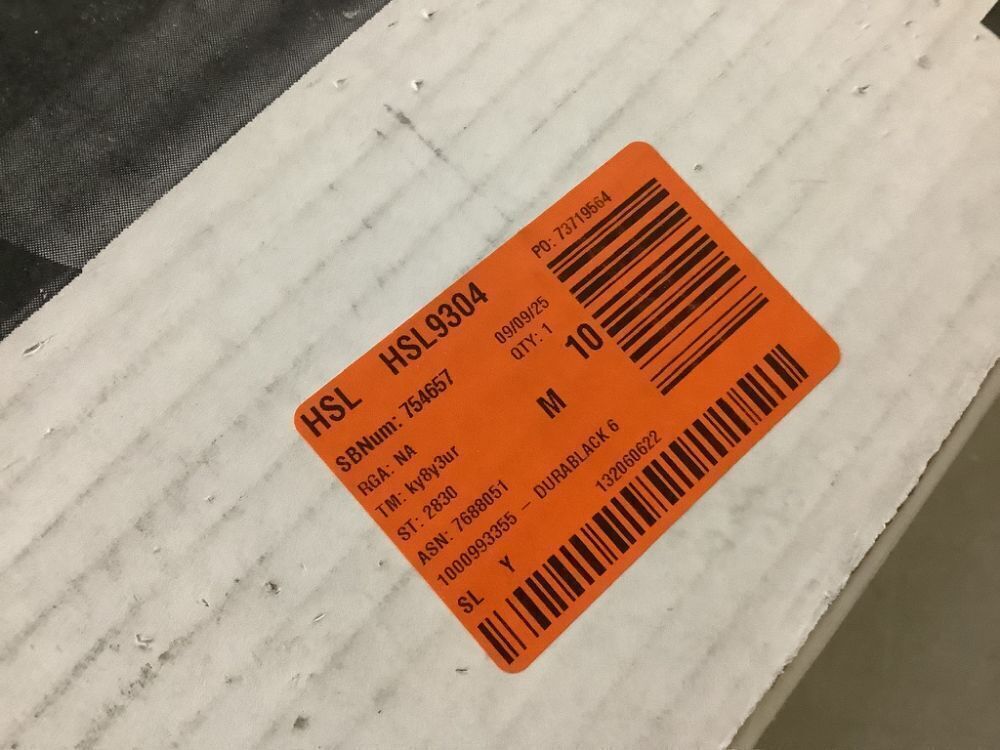 HSL HSL9304
PO: 73719564
SBNum: 754657
09/09/25
RGA: NA
QTY: 1
10
TM: ky8y3ur
M
ST: 2830
ASN: 7688051
1000993355 – DURABLACK 6
SL Y
132060622